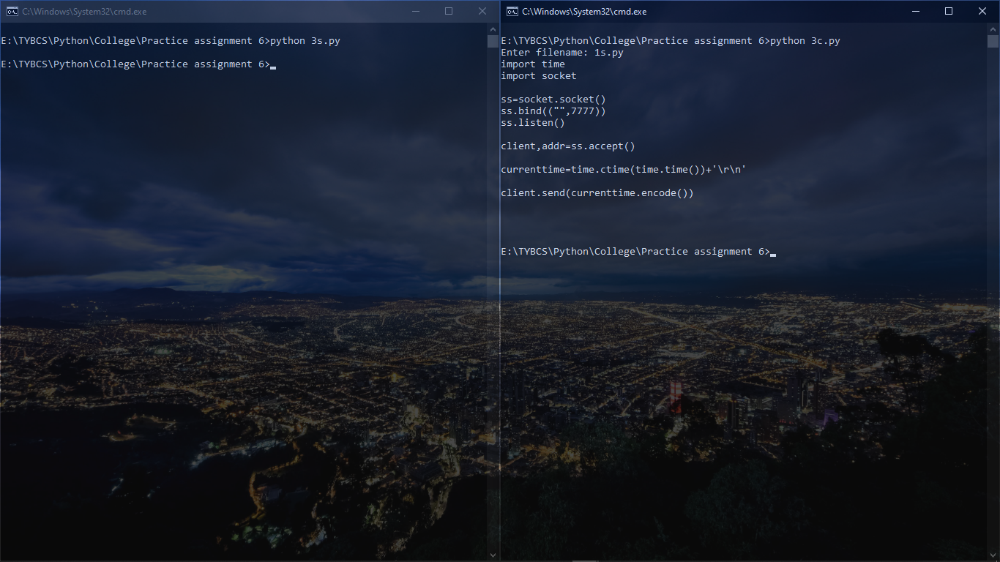 C:\Windows\System32\cmd.exe
E:\TYBCS\Python\College\Practice assignment 6>python 3s.py
E:\TYBCS\Python\College\Practice assignment 6>
C:\Windows\System32\cmd.exe
E:\TYBCS\Python\College\Practice assignment 6>python 3c.py
Enter filename: 1s.py
import time
import socket
ss=socket.socket()
ss.bind(("",7777))
ss.listen()
client,addr=ss.accept()
currenttime=time.ctime(time.time())+'\r\n'
client.send(currenttime.encode())
E:\TYBCS\Python\College\Practice assignment 6>